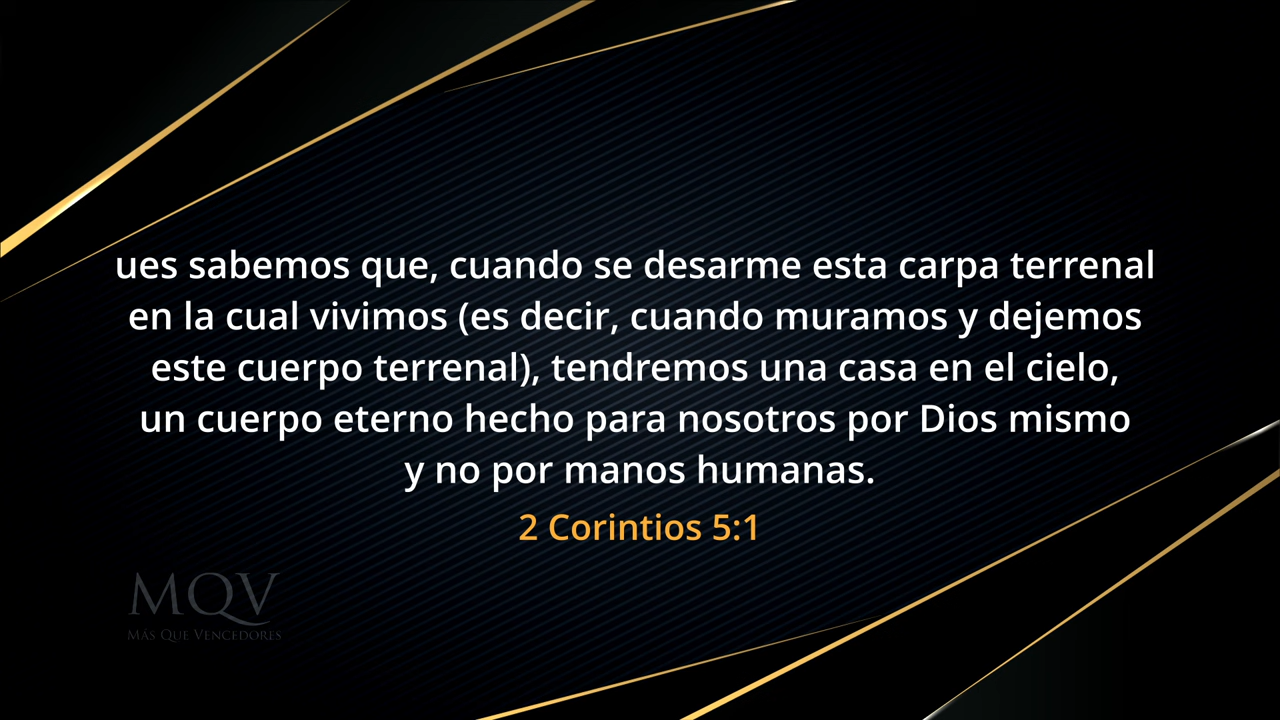 ues sabemos que, cuando se desarme esta carpa terrenal
en la cual vivimos (es decir, cuando muramos y dejemos
este cuerpo terrenal), tendremos una casa en el cielo,
un cuerpo eterno hecho para nosotros por Dios mismo
y no por manos humanas.
2 Corintios 5:1
MQV
MÁS QUE VENCEDORES